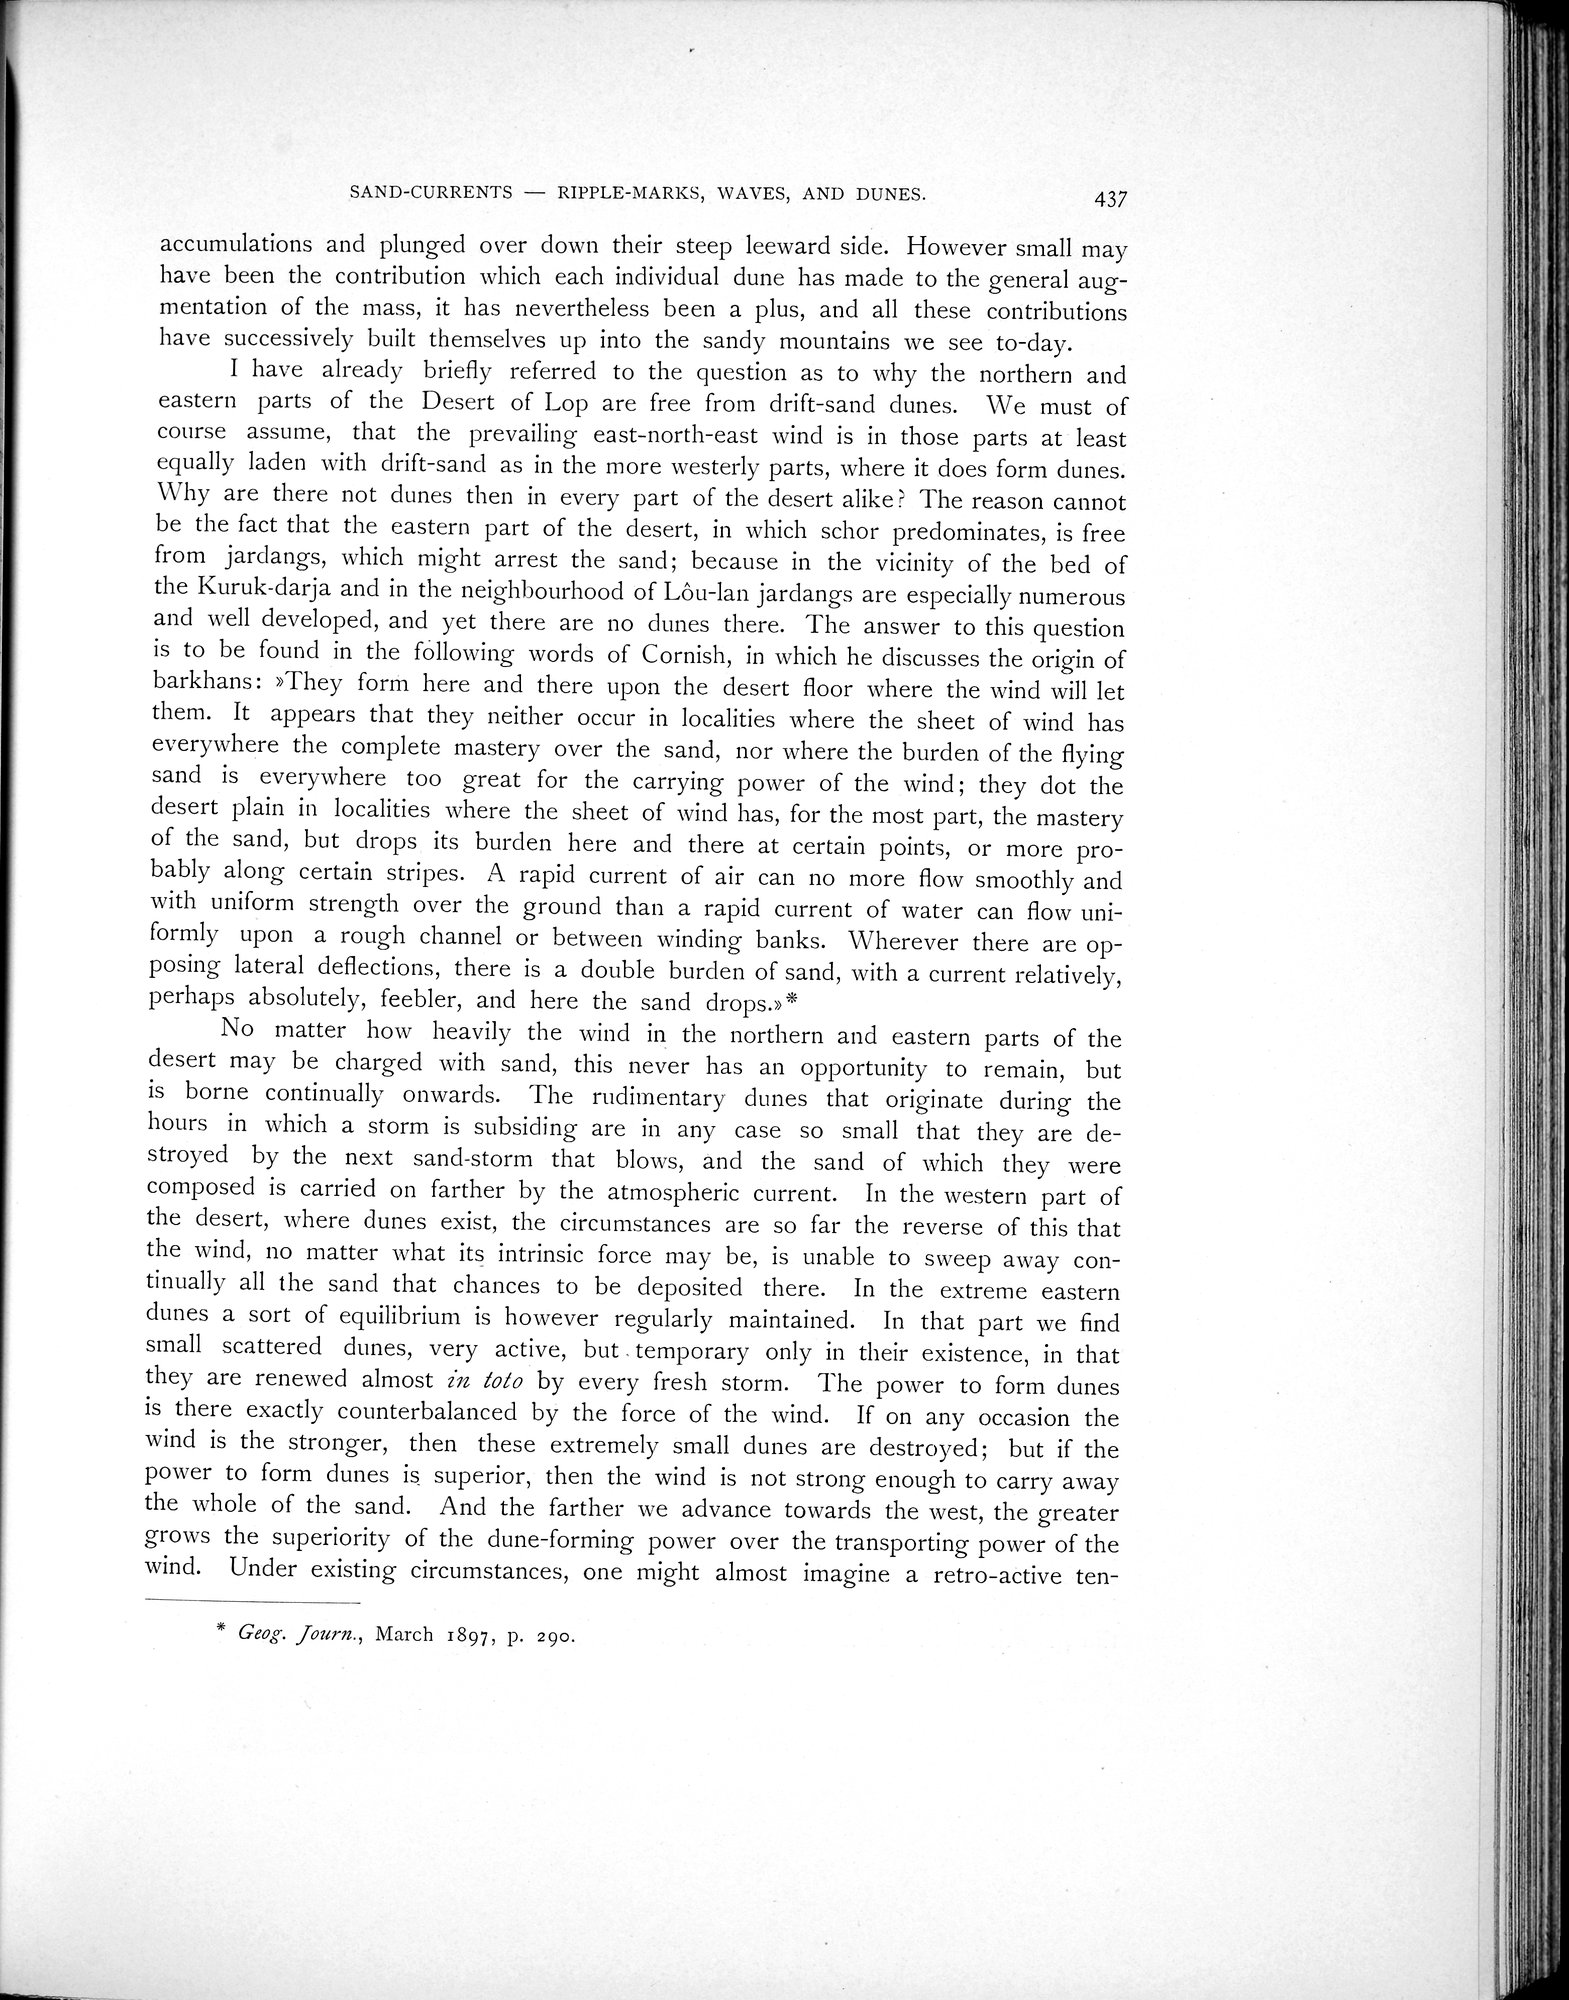 SAND-CURRENTS — RIPPLE-MARKS, WAVES, AND DUNES. 437
accumulations and plunged over down their steep leeward side. However small may
have been the contribution which each individual dune has made to the general aug-
mentation of the mass, it has nevertheless been a plus, and all these contributions
have successively built themselves up into the sandy mountains we see to-day.
I have already briefly referred to the question as to why the northern and
eastern parts of the Desert of Lop are free from drift-sand dunes. We must of
course assume, that the prevailing east-north-east wind is in those parts at least
equally laden with drift-sand as in the more westerly parts, where it does form dunes.
Why are there not dunes then in every part of the desert alike? The reason cannot
be the fact that the eastern part of the desert, in which schor predominates, is free
from jardangs, which might arrest the sand; because in the vicinity of the bed of
the Kuruk-darja and in the neighbourhood of Lôu-lan jardangs are especially numerous
and well developed, and yet there are no dunes there. The answer to this question
is to be found in the following words of Cornish, in which he discusses the origin of
barkhans: »They form here and there upon the desert floor where the wind will let
them. It appears that they neither occur in localities where the sheet of wind has
everywhere the complete mastery over the sand, nor where the burden of the flying
sand is everywhere too great for the carrying power of the wind; they dot the
desert plain in localities where the sheet of wind has, for the most part, the mastery
of the sand, but drops its burden here and there at certain points, or more pro-
bably along certain stripes. A rapid current of air can no more flow smoothly and
with uniform strength over the ground than a rapid current of water can flow uni-
formly upon a rough channel or between winding banks. Wherever there are op-
posing lateral deflections, there is a double burden of sand, with a current relatively,
perhaps absolutely, feebler, and here the sand drops.»*
No matter how heavily the wind in the northern and eastern parts of the
desert may be charged with sand, this never has an opportunity to remain, but
is borne continually onwards. The rudimentary dunes that originate during the
hours in which a storm is subsiding are in any case so small that they are de-
stroyed by the next sand-storm that blows, and the sand of which they were
composed is carried on farther by the atmospheric current. In the western part of
the desert, where dunes exist, the circumstances are so far the reverse of this that
the wind, no matter what its intrinsic force may be, is unable to sweep away con-
tinually all the sand that chances to be deposited there. In the extreme eastern
dunes a sort of equilibrium is however regularly maintained. In that part we find
small scattered dunes, very active, but temporary only in their existence, in that
they are renewed almost in toto by every fresh storm. The power to form dunes
is there exactly counterbalanced by the force of the wind. If on any occasion the
wind is the stronger, then these extremely small dunes are destroyed; but if the
power to form dunes is superior, then the wind is not strong enough to carry away
the whole of the sand. And the farther we advance towards the west, the greater
grows the superiority of the dune-forming power over the transporting power of the
wind. Under existing circumstances, one might almost imagine a retro-active ten-
* Geog. Journ., March 1897, p. 290.